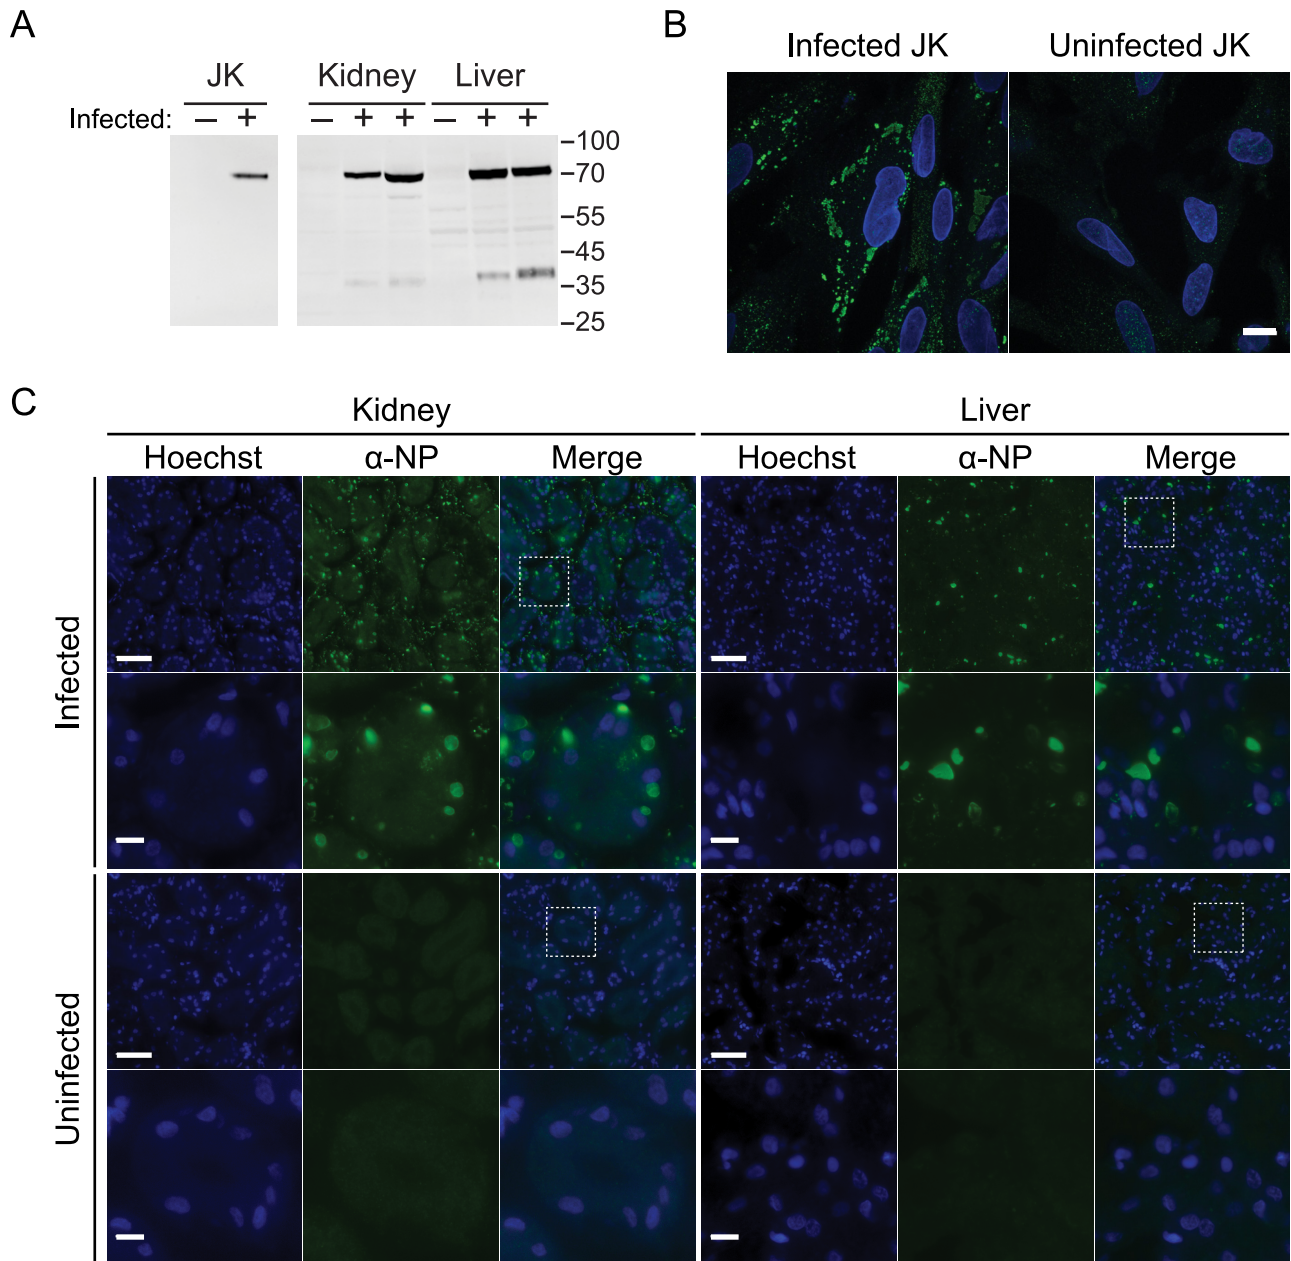 A
JK
Kidney
Liver
Infected:
– + – + + – + +
–100
–70
–55
–45
–35
–25
B
Infected JK
Uninfected JK
C
Kidney
Liver
Hoechst
α-NP
Merge
Hoechst
α-NP
Merge
Infected
Uninfected